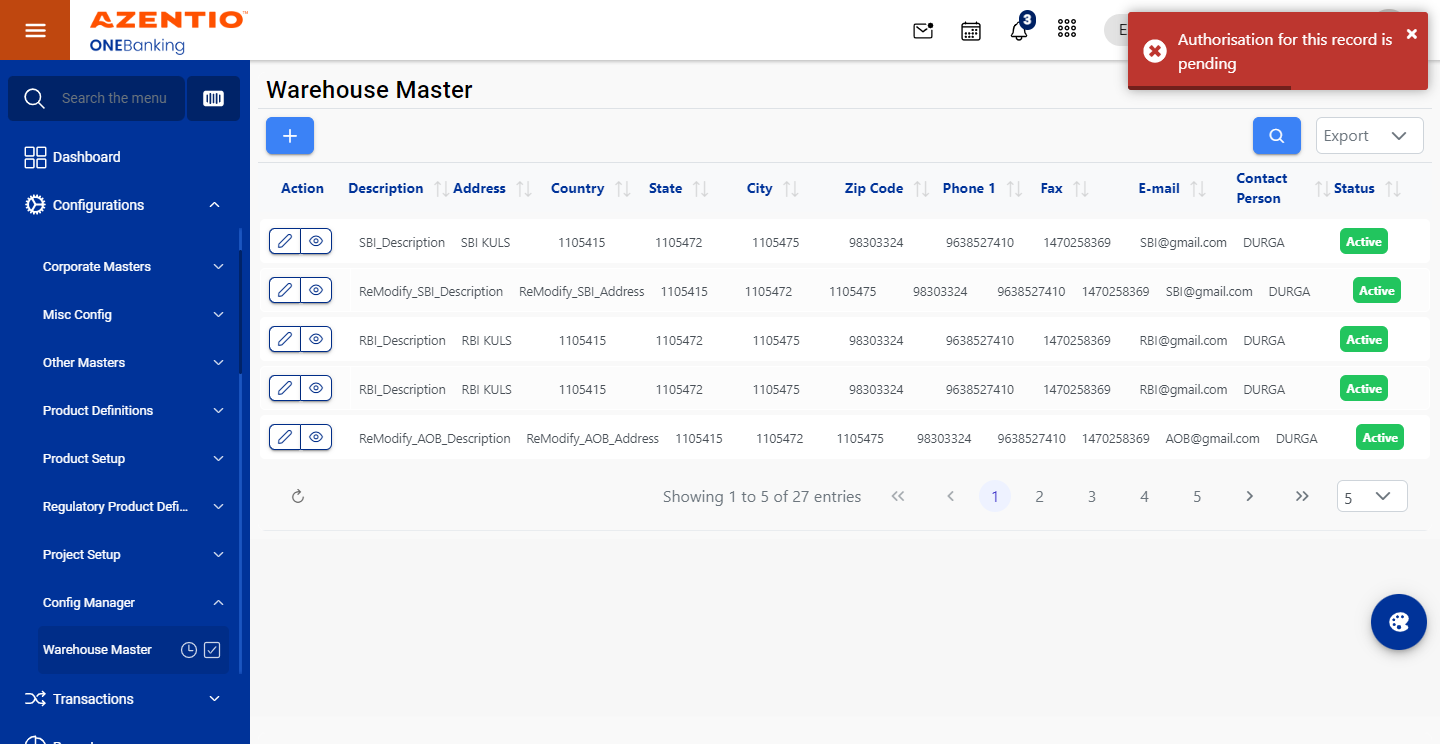 AZENTIO™
ONEBanking
3
E
Authorisation for this record is
pending
Search the menu
Dashboard
Configurations
Corporate Masters
Misc Config
Other Masters
Product Definitions
Product Setup
Regulatory Product Defi...
Project Setup
Config Manager
Warehouse Master
Transactions
Warehouse Master
Export
Action Description Address Country State City Zip Code Phone 1 Fax E-mail Contact Person Status
SBI_Description SBI KULS 1105415 1105472 1105475 98303324 9638527410 1470258369 SBI@gmail.com DURGA Active
ReModify_SBI_Description ReModify_SBI_Address 1105415 1105472 1105475 98303324 9638527410 1470258369 SBI@gmail.com DURGA Active
RBI_Description RBI KULS 1105415 1105472 1105475 98303324 9638527410 1470258369 RBI@gmail.com DURGA Active
RBI_Description RBI KULS 1105415 1105472 1105475 98303324 9638527410 1470258369 RBI@gmail.com DURGA Active
ReModify_AOB_Description ReModify_AOB_Address 1105415 1105472 1105475 98303324 9638527410 1470258369 AOB@gmail.com DURGA Active
Showing 1 to 5 of 27 entries 1 2 3 4 5 5